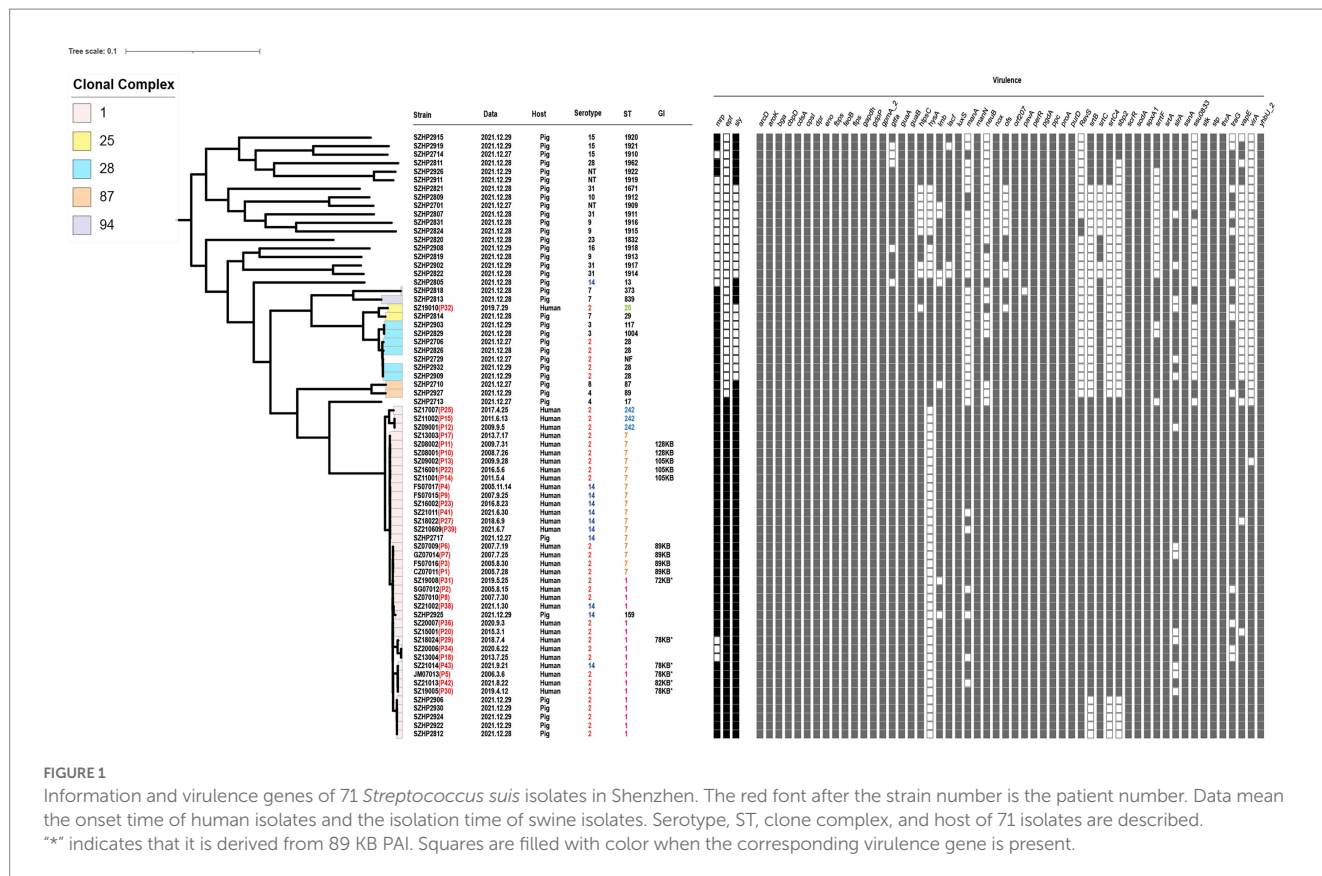 Tree scale: 0.1
Clonal Complex
1
25
28
87
94
Virulence
Strain Data Host Serotype ST GI
mrp epf sly
SZHP2915 2021.12.29 Pig 15 1920
SZHP2919 2021.12.29 Pig 15 1921
SZHP2714 2021.12.27 Pig 15 1910
SZHP2811 2021.12.28 Pig 28 1962
SZHP2926 2021.12.29 Pig NT 1922
SZHP2911 2021.12.29 Pig NT 1919
SZHP2821 2021.12.28 Pig 31 1671
SZHP2809 2021.12.28 Pig 10 1912
SZHP2701 2021.12.27 Pig NT 1909
SZHP2807 2021.12.28 Pig 31 1911
SZHP2831 2021.12.28 Pig 9 1916
SZHP2824 2021.12.28 Pig 9 1915
SZHP2820 2021.12.28 Pig 23 1832
SZHP2908 2021.12.29 Pig 16 1918
SZHP2819 2021.12.28 Pig 9 1913
SZHP2902 2021.12.29 Pig 31 1917
SZHP2822 2021.12.28 Pig 31 1914
SZHP2805 2021.12.28 Pig 14 13
SZHP2818 2021.12.28 Pig 7 373
SZHP2813 2021.12.28 Pig 7 839
SZ19010(P32) 2019.7.29 Human 2 25
SZHP2814 2021.12.28 Pig 7 29
SZHP2903 2021.12.29 Pig 3 117
SZHP2829 2021.12.28 Pig 3 1004
SZHP2706 2021.12.27 Pig 2 28
SZHP2826 2021.12.28 Pig 2 28
SZHP2729 2021.12.27 Pig 2 NF
SZHP2932 2021.12.29 Pig 2 28
SZHP2909 2021.12.29 Pig 2 28
SZHP2710 2021.12.27 Pig 8 87
SZHP2927 2021.12.29 Pig 4 89
SZHP2713 2021.12.27 Pig 4 17
SZ17007(P25) 2017.4.25 Human 2 242
SZ11002(P15) 2011.6.13 Human 2 242
SZ09001(P12) 2009.9.5 Human 2 242
SZ13003(P17) 2013.7.17 Human 2 7
SZ08002(P11) 2009.7.31 Human 2 7 128KB
SZ08001(P10) 2008.7.26 Human 2 7 128KB
SZ09002(P13) 2009.9.28 Human 2 7 105KB
SZ16001(P22) 2016.5.6 Human 2 7 105KB
SZ11001(P14) 2011.5.4 Human 2 7 105KB
FS07017(P4) 2005.11.14 Human 14 7
FS07015(P9) 2007.9.25 Human 14 7
SZ16002(P23) 2016.8.23 Human 14 7
SZ21011(P41) 2021.6.30 Human 14 7
SZ18022(P27) 2018.6.9 Human 14 7
SZ210609(P39) 2021.6.7 Human 14 7
SZHP2717 2021.12.27 Pig 14 7
SZ07009(P6) 2007.7.19 Human 2 7 89KB
GZ07014(P7) 2007.7.25 Human 2 7 89KB
FS07016(P3) 2005.8.30 Human 2 7 89KB
CZ07011(P1) 2005.7.28 Human 2 7 89KB
SZ19008(P31) 2019.5.25 Human 2 1 72KB*
SG07012(P2) 2005.8.15 Human 2 1
SZ07010(P8) 2007.7.30 Human 2 1
SZ21002(P38) 2021.1.30 Human 14 1
SZHP2925 2021.12.29 Pig 14 159
SZ20007(P36) 2020.9.3 Human 2 1
SZ15001(P20) 2015.3.1 Human 2 1
SZ18024(P29) 2018.7.4 Human 2 1 78KB*
SZ20006(P34) 2020.6.22 Human 2 1
SZ13004(P18) 2013.7.25 Human 2 1
SZ21014(P43) 2021.9.21 Human 14 1 78KB*
JM07013(P5) 2006.3.6 Human 2 1 78KB*
SZ21013(P42) 2021.8.22 Human 2 1 82KB*
SZ19005(P30) 2019.4.12 Human 2 1 78KB*
SZHP2906 2021.12.29 Pig 2 1
SZHP2930 2021.12.29 Pig 2 1
SZHP2924 2021.12.29 Pig 2 1
SZHP2922 2021.12.29 Pig 2 1
SZHP2812 2021.12.28 Pig 2 1
FIGURE 1
Information and virulence genes of 71 Streptococcus suis isolates in Shenzhen. The red font after the strain number is the patient number. Data mean
the onset time of human isolates and the isolation time of swine isolates. Serotype, ST, clone complex, and host of 71 isolates are described.
“*” indicates that it is derived from 89 KB PAI. Squares are filled with color when the corresponding virulence gene is present.